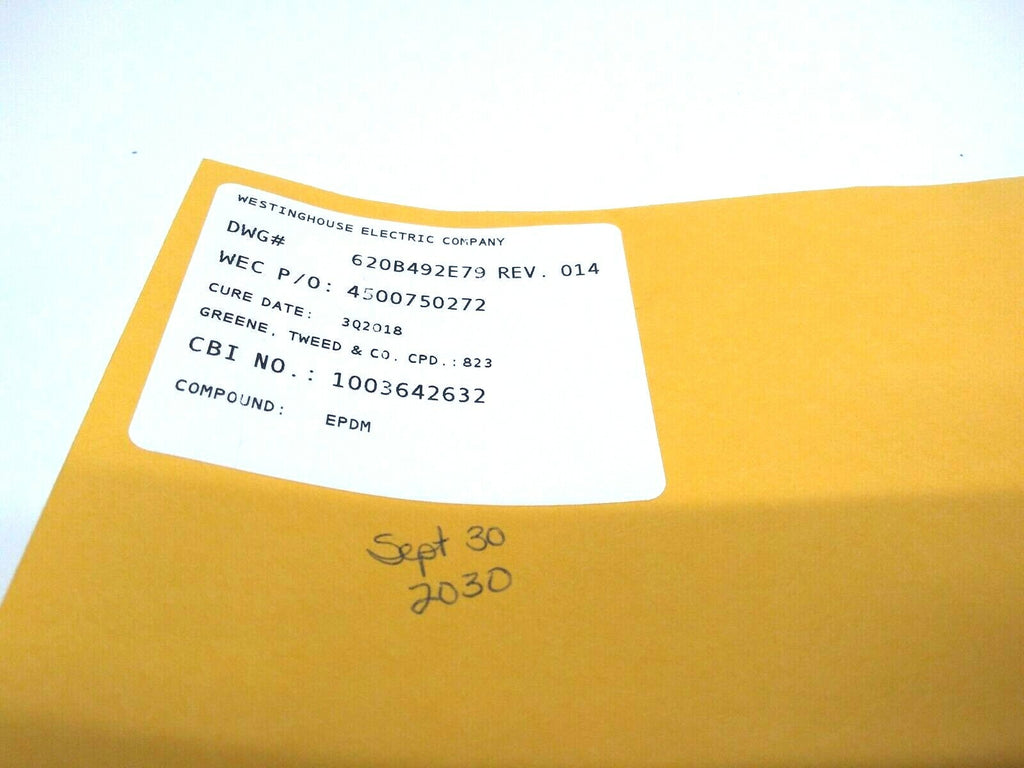 WESTINGHOUSE ELECTRIC COMPANY
DWG# 620B492E79 REV. 014
WEC P/O: 4500750272
CURE DATE: 3Q2018
GREENE, TWEED & CO. CPD.:823
CBI NO.: 1003642632
COMPOUND: EPDM
Sept 30
2030